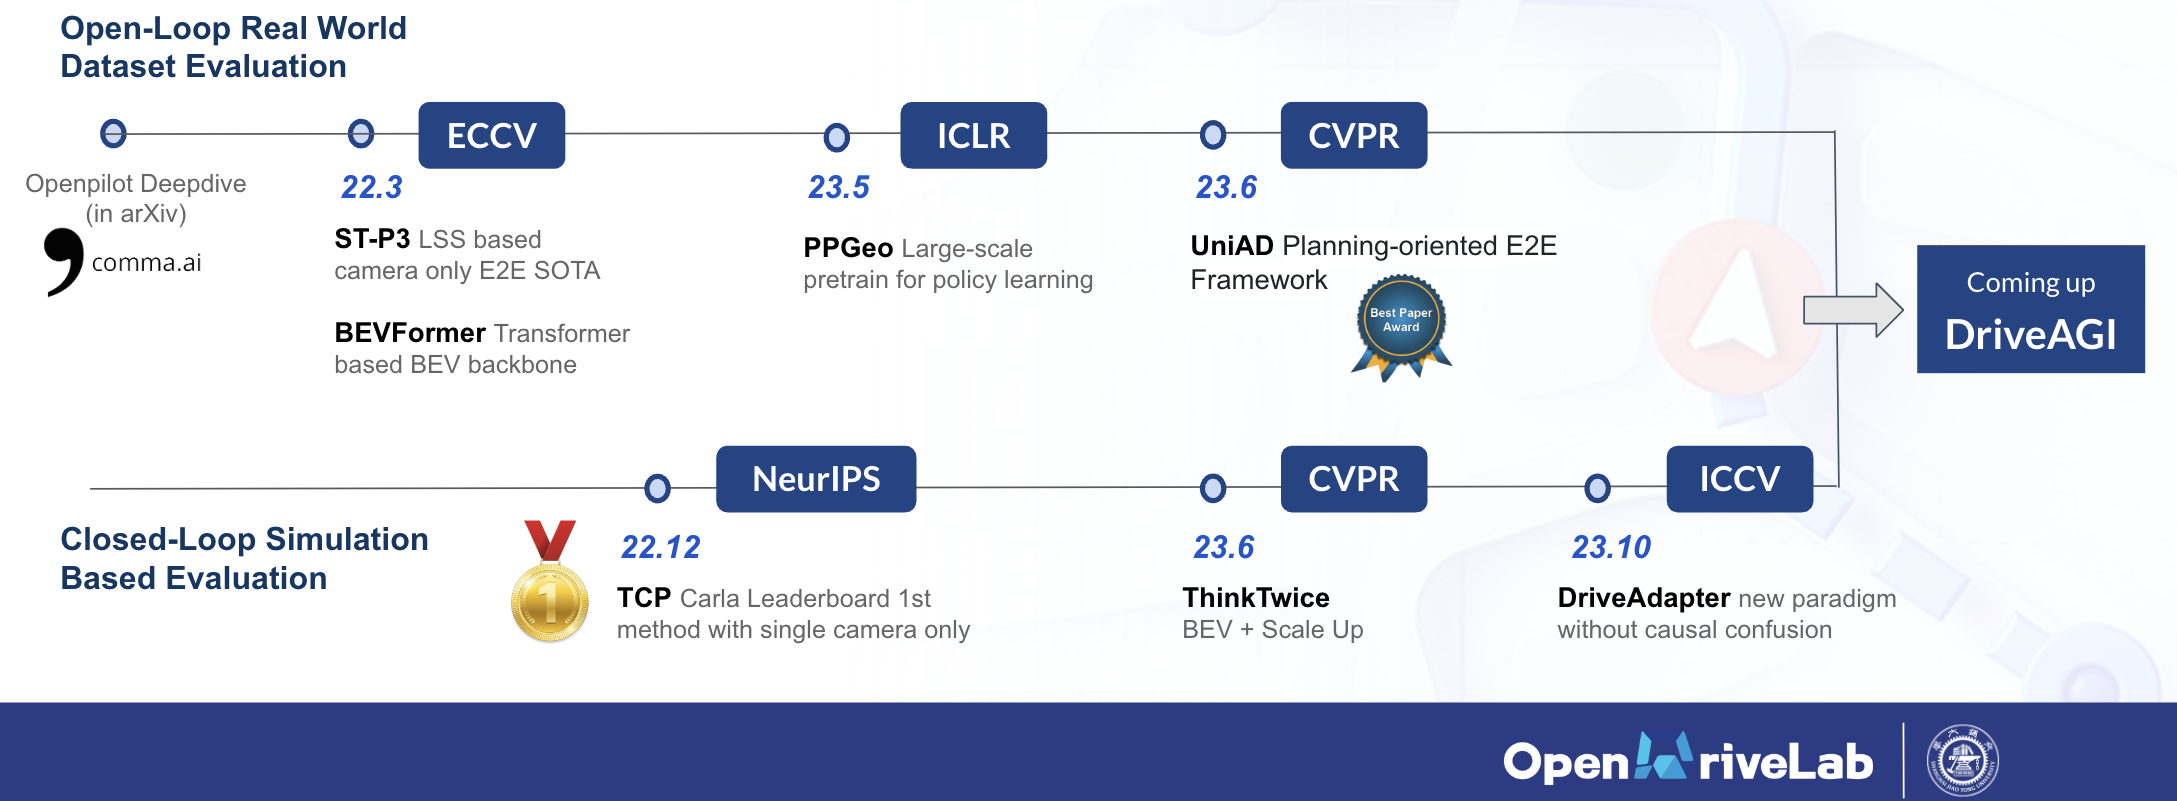 Open-Loop Real World
Dataset Evaluation
ECCV
ICLR
CVPR
Openpilot Deepdive
(in arXiv)
comma.ai
22.3
ST-P3 LSS based
camera only E2E SOTA
BEVFormer Transformer
based BEV backbone
23.5
PPGeo Large-scale
pretrain for policy learning
23.6
UniAD Planning-oriented E2E
Framework
Best Paper
Award
Coming up
DriveAGI
NeurIPS
CVPR
ICCV
Closed-Loop Simulation
Based Evaluation
1
22.12
TCP Carla Leaderboard 1st
method with single camera only
23.6
ThinkTwice
BEV + Scale Up
23.10
DriveAdapter new paradigm
without causal confusion
OpenDriveLab
SHANGHAI JIAO TONG UNIVERSITY